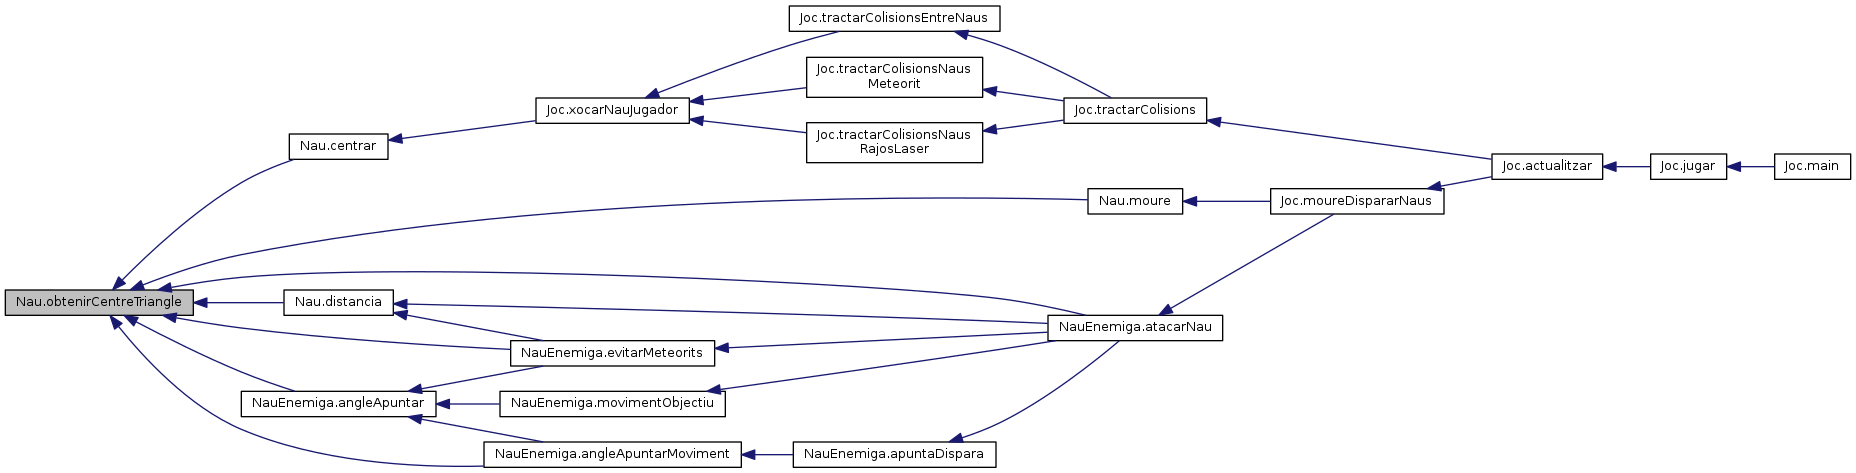 Joc.tractarColisionsEntreNaus
Joc.tractarColisionsNaus
Meteorit
Joc.xocarNauJugador
Joc.tractarColisions
Joc.tractarColisionsNaus
RajosLaser
Nau.centrar
Joc.actualitzar
Joc.jugar
Joc.main
Nau.moure
Joc.moureDispararNaus
Nau.obtenirCentreTriangle
Nau.distancia
NauEnemiga.atacarNau
NauEnemiga.evitarMeteorits
NauEnemiga.angleApuntar
NauEnemiga.movimentObjectiu
NauEnemiga.angleApuntarMoviment
NauEnemiga.apuntaDispara